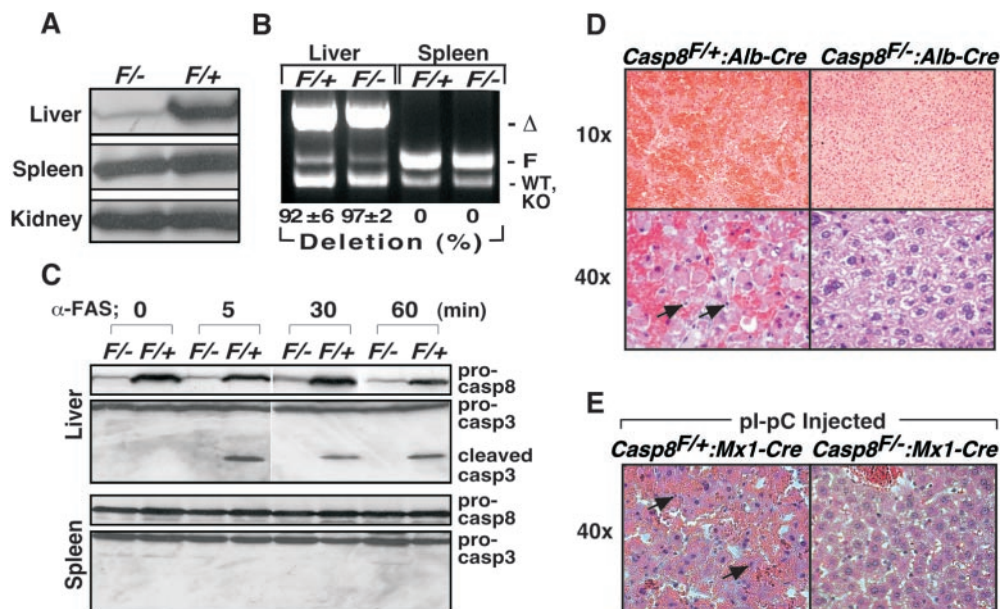 A
F/- F/+
Liver
Spleen
Kidney
B
Liver Spleen
F/+ F/- F/+ F/-
- Δ
- F
- WT,
KO
92 ±6 97±2 0 0
Deletion (%)
C
α-FAS; 0 5 30 60 (min)
F/- F/+ F/- F/+ F/- F/+ F/- F/+
Liver
pro-
casp8
pro-
casp3
cleaved
casp3
Spleen
pro-
casp8
pro-
casp3
D
Casp8F/+:Alb-Cre Casp8F/-:Alb-Cre
10x
40x
E
pI-pC Injected
Casp8F/+:Mx1-Cre Casp8F/-:Mx1-Cre
40x